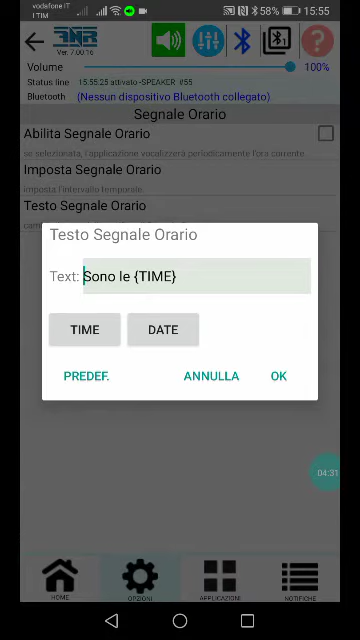 vodafone IT
I TIM
58% 15:55
Ver. 7.00.16
Volume 100%
Status line 15:55:25 attivato -SPEAKER #55
Bluetooth (Nessun dispositivo Bluetooth collegato)
Segnale Orario
Abilita Segnale Orario
se selezionata, l'applicazione vocalizzerà periodicamente l'ora corrente.
Imposta Segnale Orario
imposta l'intervallo temporale.
Testo Segnale Orario
Testo Segnale Orario
Text: Sono le {TIME}
TIME DATE
PREDEF. ANNULLA OK
04:31
HOME OPZIONI APPLICAZIONI NOTIFICHE